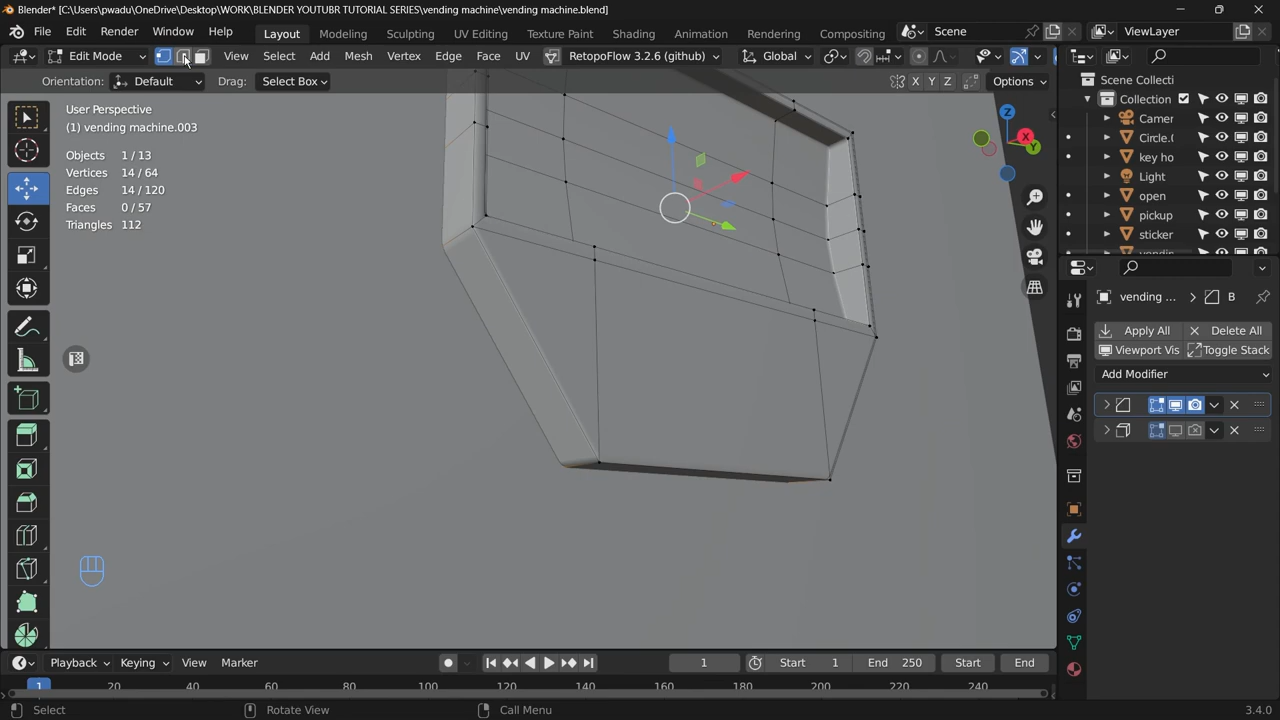 Blender* [C:\Users\pwadu\OneDrive\Desktop\WORK\BLENDER YOUTUBR TUTORIAL SERIES\vending machine\vending machine.blend]
File Edit Render Window Help Layout Modeling Sculpting UV Editing Texture Paint Shading Animation Rendering Compositing Scene ViewLayer
Edit Mode View Select Add Mesh Vertex Edge Face UV RetopoFlow 3.2.6 (github) Global
Orientation: Default Drag: Select Box X Y Z Options
User Perspective
(1) vending machine.003
Objects 1 / 13
Vertices 14 / 64
Edges 14 / 120
Faces 0 / 57
Triangles 112
Z
X
Y
Scene Collecti
Collection
Camer
Circle.(
key ho
Light
open
pickup
sticker
vending ... B
Apply All Delete All
Viewport Vis Toggle Stack
Add Modifier
Playback Keying View Marker 1 Start 1 End 250 Start End
1 20 40 60 80 100 120 140 160 180 200 220 240
Select Rotate View Call Menu 3.4.0